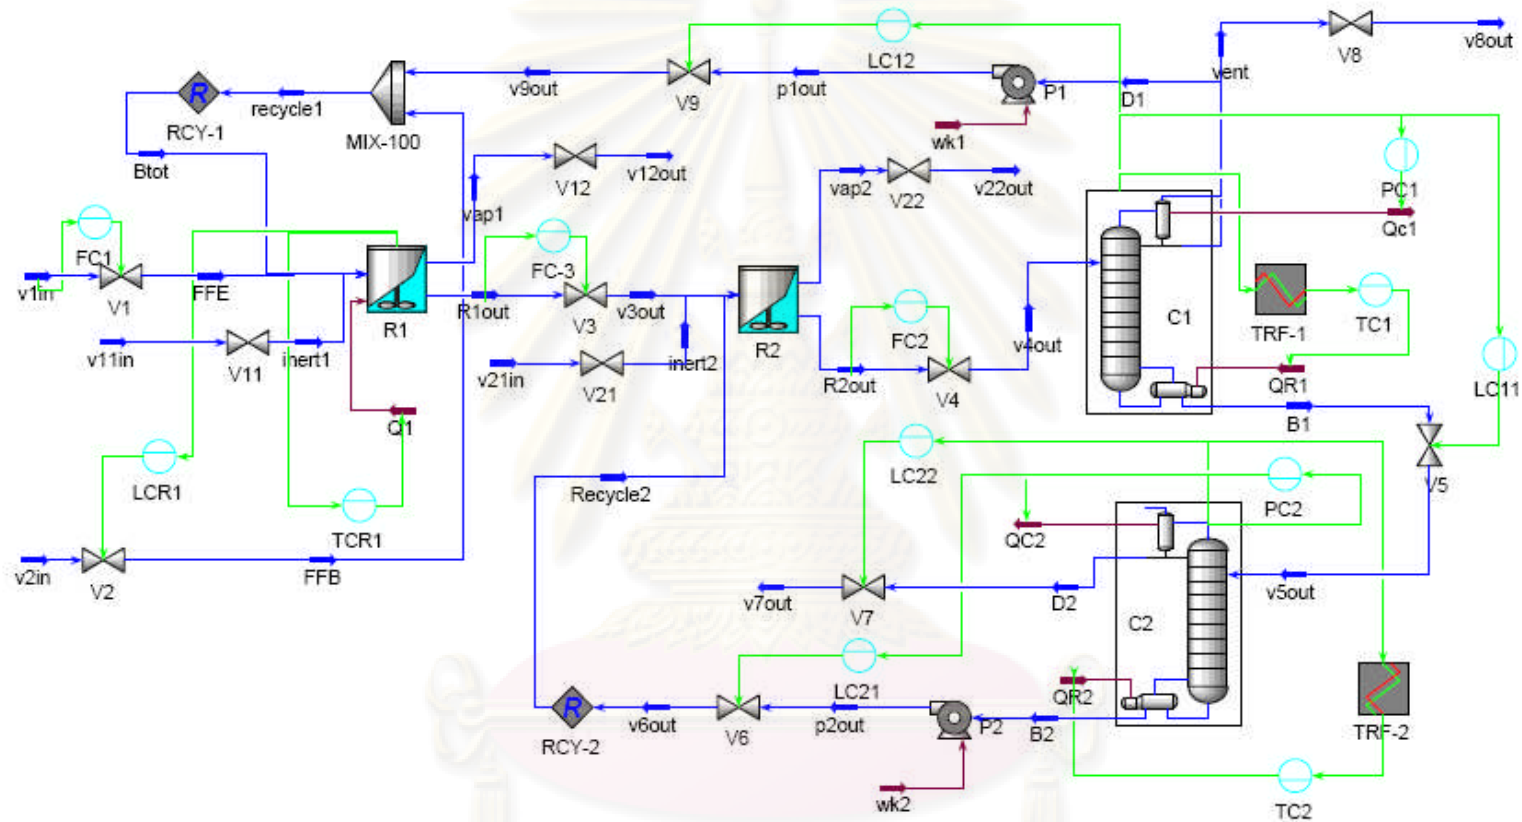 LC12
V8
v8out
vent
v9out
V9
p1out
P1
D1
recycle1
RCY-1
MIX-100
wk1
Btot
V12
v12out
vap1
vap2
V22
v22out
PC1
Qc1
FC1
v1in
V1
FFE
R1
FC-3
R1out
V3
v3out
R2
FC2
R2out
V4
v4out
C1
TRF-1
TC1
v11in
V11
inert1
v21in
V21
inert2
QR1
LC11
Q1
B1
LCR1
TCR1
Recycle2
LC22
PC2
V5
v2in
V2
FFB
QC2
v7out
V7
D2
C2
v5out
LC21
QR2
RCY-2
v6out
V6
p2out
P2
B2
TRF-2
wk2
TC2
R
R